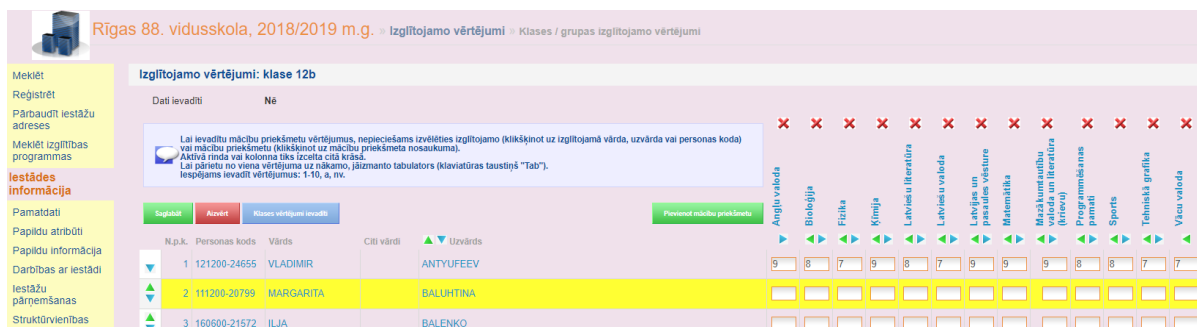 Rīgas 88. vidusskola, 2018/2019 m.g. » Izglītojamo vērtējumi » Klases / grupas izglītojamo vērtējumi
Meklēt
Reģistrēt
Pārbaudīt iestāžu
adreses
Meklēt izglītības
programmas
Iestādes
informācija
Pamatdati
Papildu atribūti
Papildu informācija
Darbības ar iestādi
Iestāžu
pārņemšanas
Struktūrvienības
Izglītojamo vērtējumi: klase 12b
Dati ievadīti Nē
Lai ievadītu mācību priekšmetu vērtējumus, nepieciešams izvēlēties izglītojamo (klikšķinot uz izglītojamā vārda, uzvārda vai personas koda)
vai mācību priekšmetu (klikšķinot uz mācību priekšmeta nosaukuma).
Aktīvā rinda vai kolonna tiks izcelta citā krāsā.
Lai pārietu no viena vērtējuma uz nākamo, jāizmanto tabulators (klaviatūras taustiņš "Tab").
Iespējams ievadīt vērtējumus: 1-10, a, nv.
Saglabāt Aizvērt Klases vērtējumi ievadīti Pievienot mācību priekšmetu
Angļu valoda
Bioloģija
Fizika
Ķīmija
Latviešu literatūra
Latviešu valoda
Latvijas un
pasaules vēsture
Matemātika
Mazākumtautību
valoda un literatūra
(krievu)
Programmēšanas
pamati
Sports
Tehniskā grafika
Vācu valoda
N.p.k. Personas kods Vārds Citi vārdi Uzvārds
1 121200-24655 VLADIMIR ANTYUFEEV 9 8 7 9 8 7 9 9 9 8 8 7 7
2 111200-20799 MARGARITA BALUHTINA
3 160600-21572 ILJA BALENKO